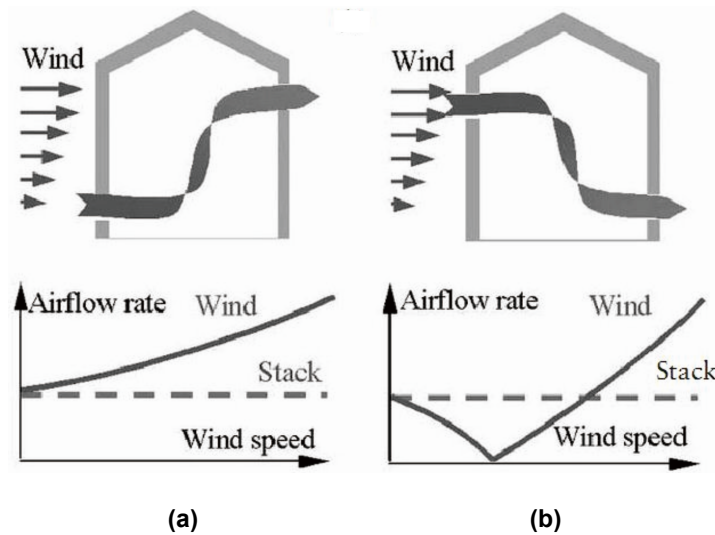 Wind
Wind
Airflow rate
Wind
Stack
Wind speed
Airflow rate
Wind
Stack
Wind speed
(a)
(b)